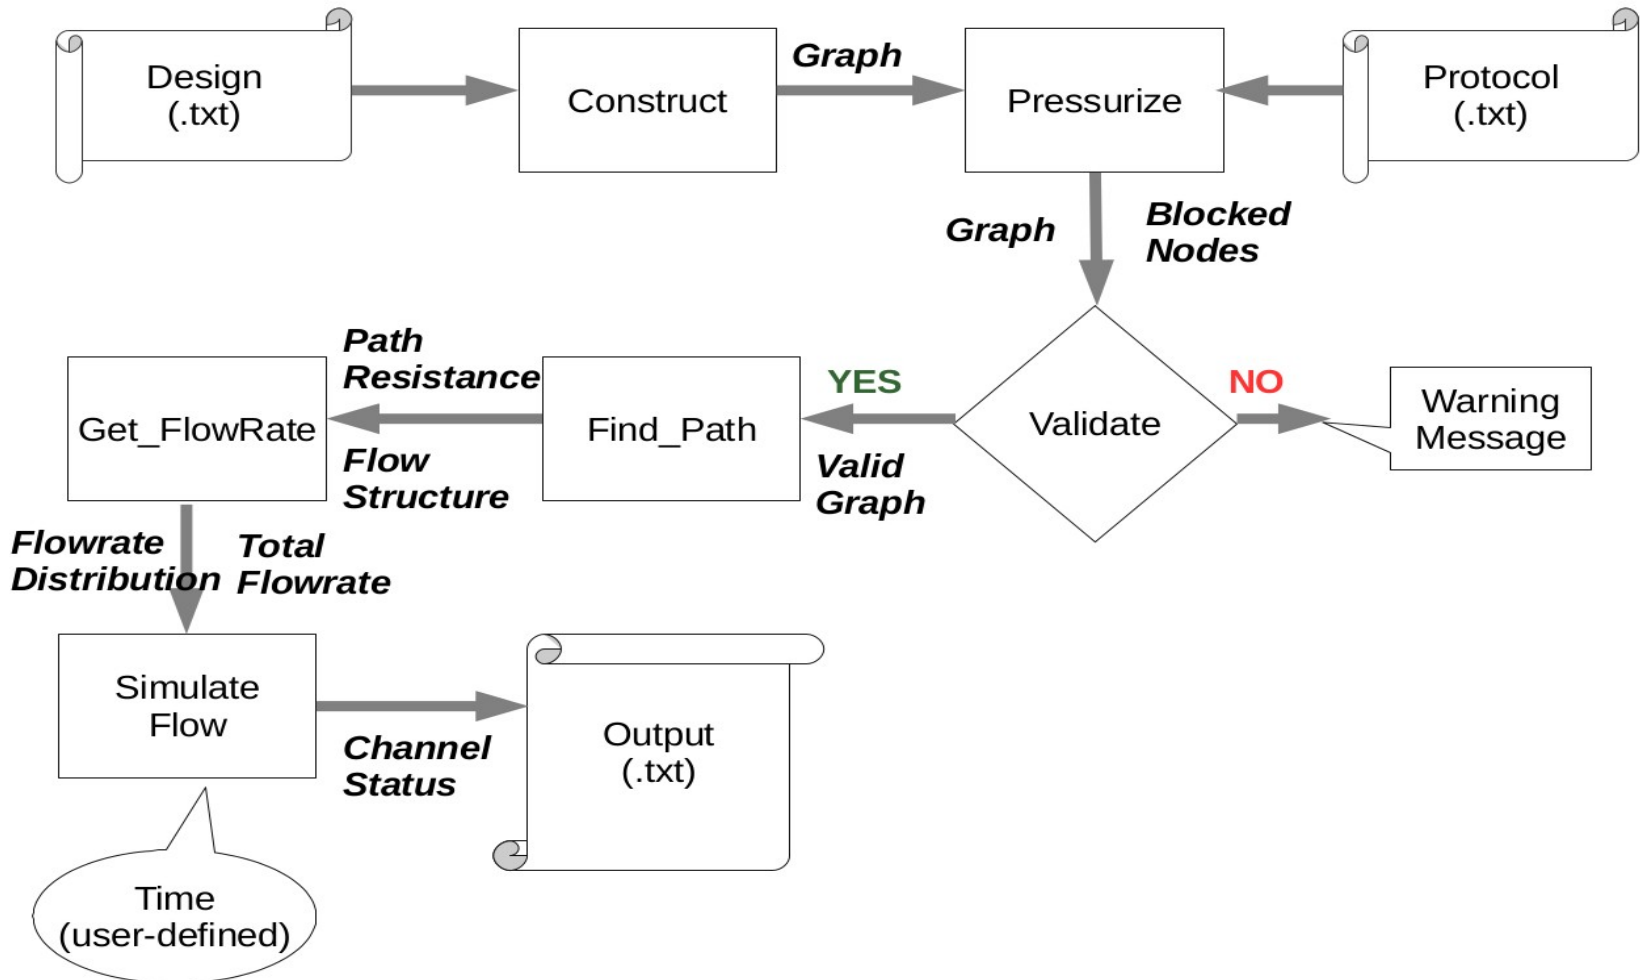 Design
(.txt)
Construct
Graph
Pressurize
Protocol
(.txt)
Graph
Blocked
Nodes
Validate
NO
Warning
Message
YES
Valid
Graph
Find_Path
Path
Resistance
Flow
Structure
Get_FlowRate
Flowrate
Distribution
Total
Flowrate
Simulate
Flow
Channel
Status
Output
(.txt)
Time
(user-defined)